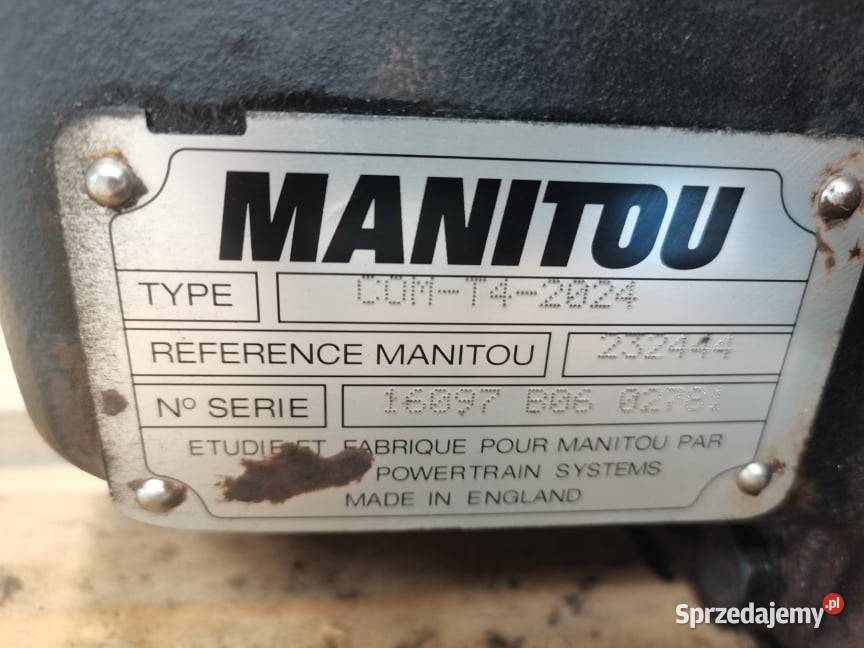 MANITOU
TYPE COM-T4-2024
REFERENCE MANITOU 232444
Nº SERIE 16097 B06 02781
ETUDIE ET FABRIQUE POUR MANITOU PAR
POWERTRAIN SYSTEMS
MADE IN ENGLAND
Sprzedajemy.pl